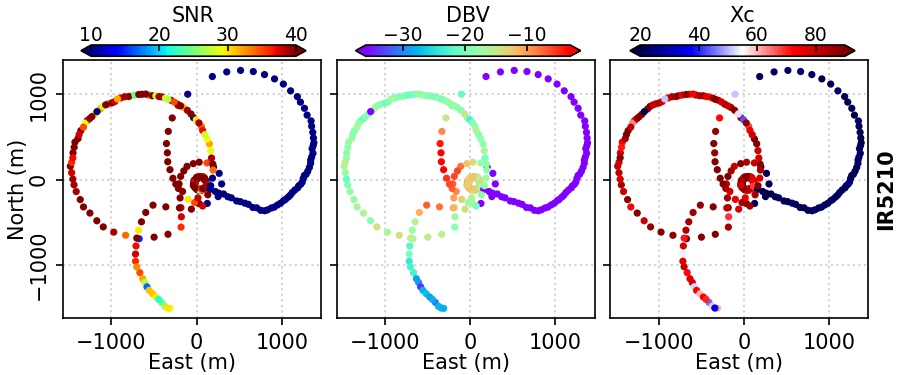 SNR DBV Xc
10 20 30 40 −30 −20 −10 20 40 60 80
North (m)
1000
0
−1000
−1000 0 1000 −1000 0 1000 −1000 0 1000
East (m) East (m) East (m)
IR5210